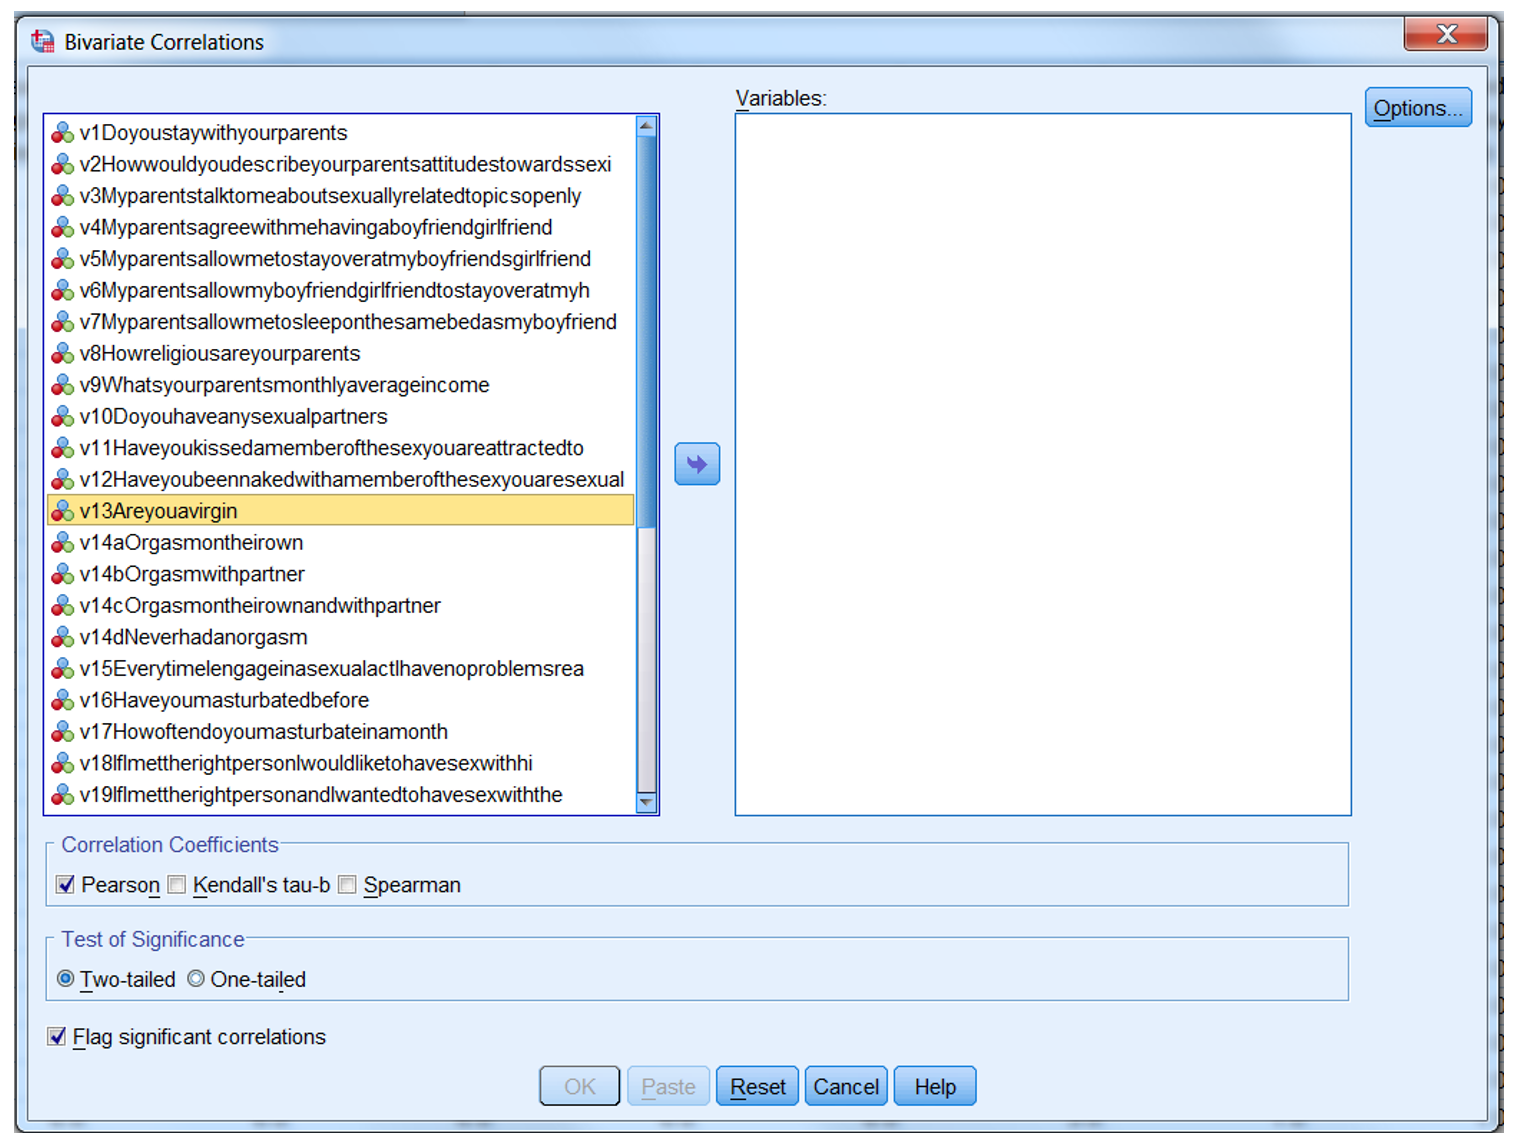 Bivariate Correlations
Variables:
Options...
v1Doyoustaywithyourparents
v2Howwouldyoudescribeyourparentsattitudestowardssexi
v3Myparentstalktomeaboutsexuallyrelatedtopicsopenly
v4Myparentsagreewithmehavingaboyfriendgirlfriend
v5Myparentsallowmetostayoveratmyboyfriendsgirlfriend
v6Myparentsallowmyboyfriendgirlfriendtostayoveratmyh
v7Myparentsallowmetosleeponthesamebedasmyboyfriend
v8Howreligiousareyourparents
v9Whatsyourparentsmonthlyaverageincome
v10Doyouhaveanysexualpartners
v11Haveyoukissedamemberofthesexyouareattractedto
v12Haveyoubeennakedwithamemberofthesexyouaresexual
v13Areyouavirgin
v14aOrgasmontheirown
v14bOrgasmwithpartner
v14cOrgasmontheirownandwithpartner
v14dNeverhadanorgasm
v15EverytimeIengageinasexualactIhavenoproblemsrea
v16Haveyoumasturbatedbefore
v17Howoftendoyoumasturbateinamonth
v18IfImettherightpersonIwouldliketohavesexwithhi
v19IfImettherightpersonandIwantedtohavesexwiththe
Correlation Coefficients
Pearson Kendall's tau-b Spearman
Test of Significance
Two-tailed One-tailed
Flag significant correlations
OK Paste Reset Cancel Help